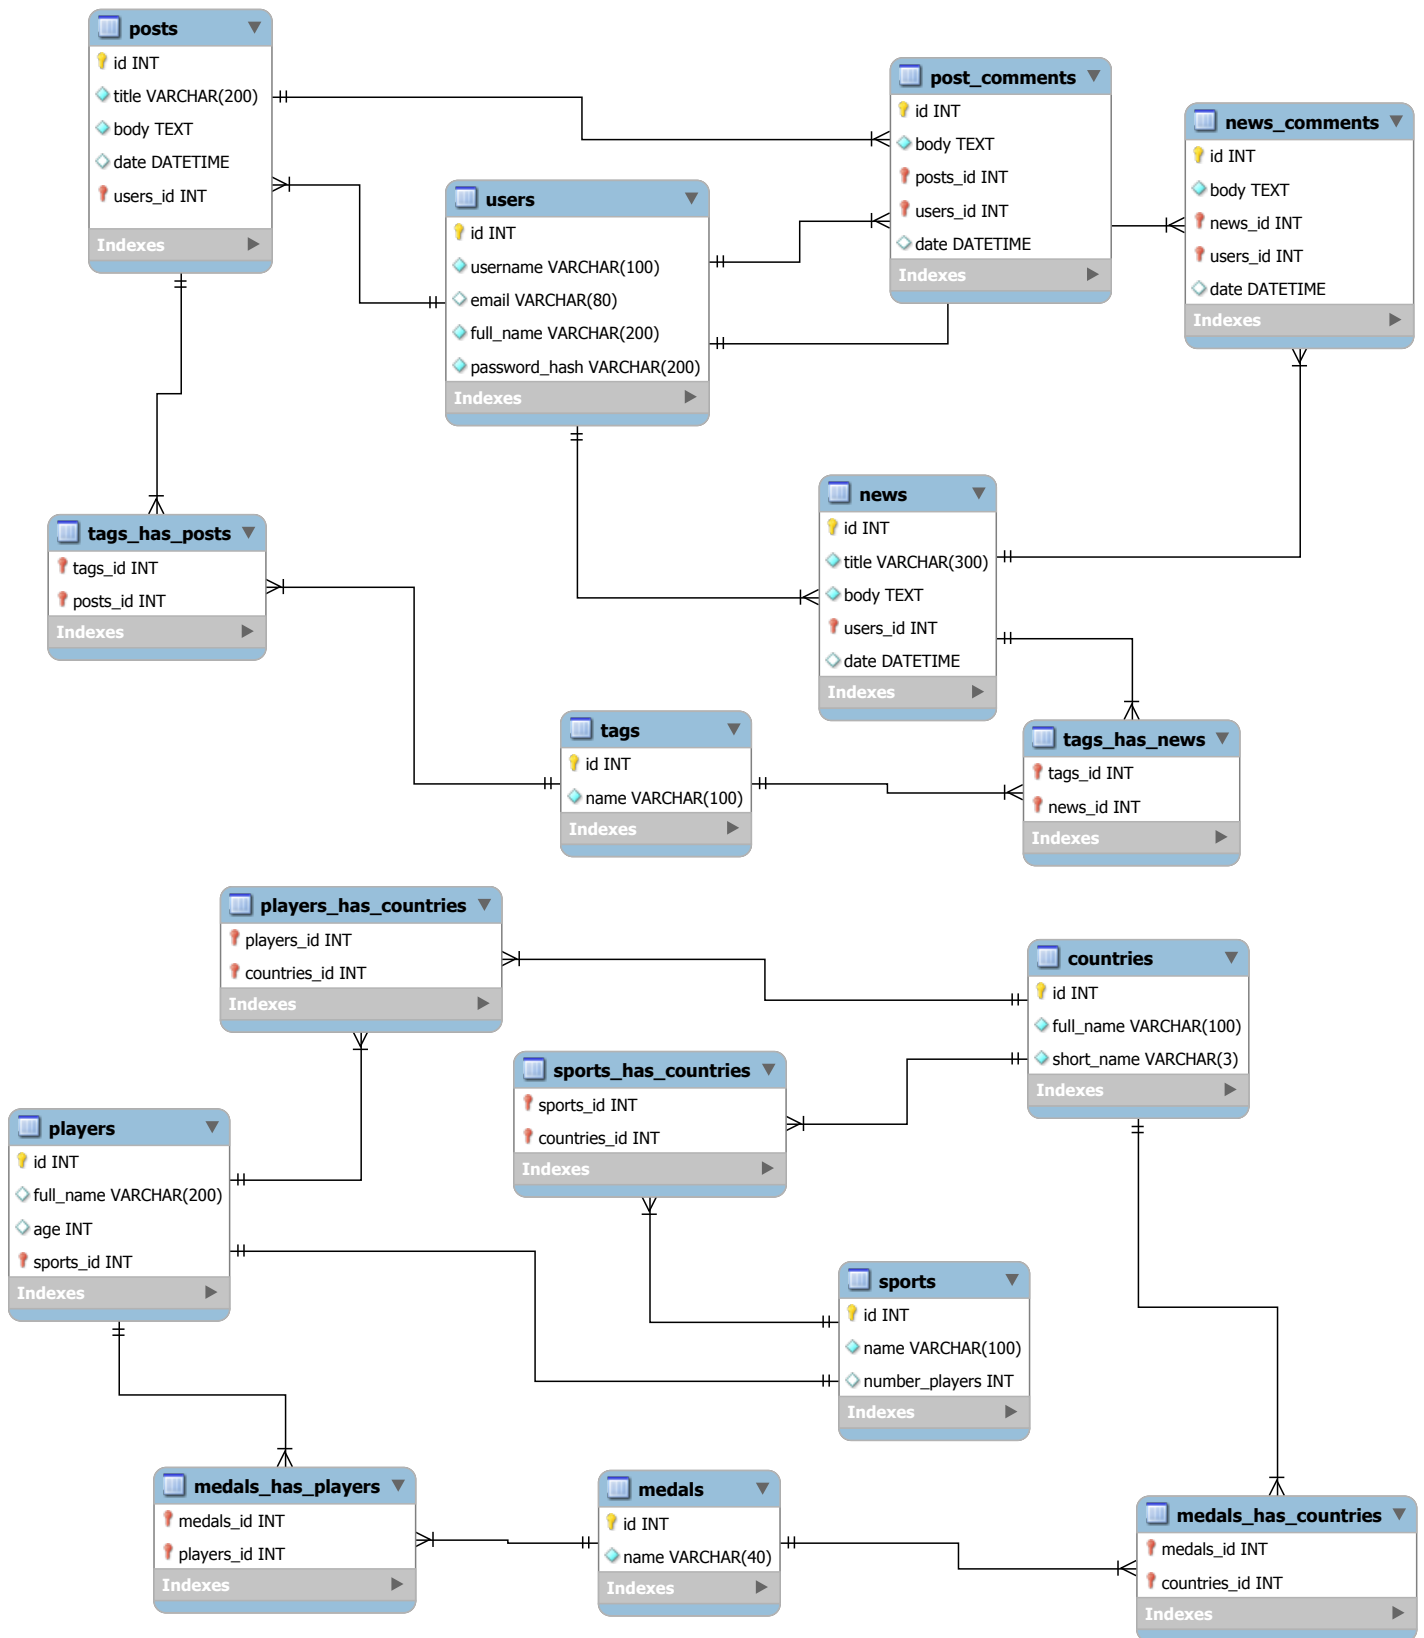 posts
id INT
title VARCHAR(200)
body TEXT
date DATETIME
users_id INT
Indexes
post_comments
id INT
body TEXT
posts_id INT
users_id INT
date DATETIME
Indexes
news_comments
id INT
body TEXT
news_id INT
users_id INT
date DATETIME
Indexes
users
id INT
username VARCHAR(100)
email VARCHAR(80)
full_name VARCHAR(200)
password_hash VARCHAR(200)
Indexes
news
id INT
title VARCHAR(300)
body TEXT
users_id INT
date DATETIME
Indexes
tags_has_posts
tags_id INT
posts_id INT
Indexes
tags
id INT
name VARCHAR(100)
Indexes
tags_has_news
tags_id INT
news_id INT
Indexes
players_has_countries
players_id INT
countries_id INT
Indexes
countries
id INT
full_name VARCHAR(100)
short_name VARCHAR(3)
Indexes
sports_has_countries
sports_id INT
countries_id INT
Indexes
players
id INT
full_name VARCHAR(200)
age INT
sports_id INT
Indexes
sports
id INT
name VARCHAR(100)
number_players INT
Indexes
medals_has_players
medals_id INT
players_id INT
Indexes
medals
id INT
name VARCHAR(40)
Indexes
medals_has_countries
medals_id INT
countries_id INT
Indexes